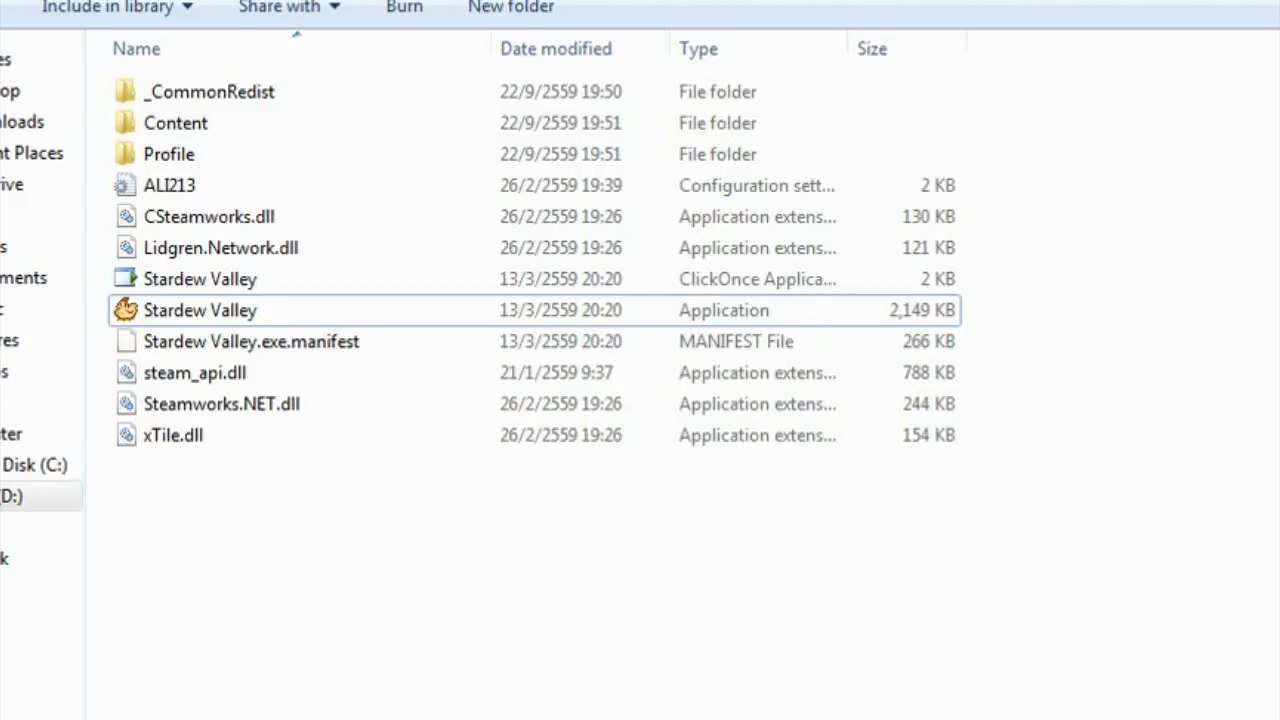 Include in library Share with Burn New folder
Name Date modified Type Size
es
op
loads
nt Places
ive
s
ments
c
res
s
ter
Disk (C:)
(D:)
k
_CommonRedist 22/9/2559 19:50 File folder
Content 22/9/2559 19:51 File folder
Profile 22/9/2559 19:51 File folder
ALI213 26/2/2559 19:39 Configuration sett... 2 KB
CSteamworks.dll 26/2/2559 19:26 Application extens... 130 KB
Lidgren.Network.dll 26/2/2559 19:26 Application extens... 121 KB
Stardew Valley 13/3/2559 20:20 ClickOnce Applica... 2 KB
Stardew Valley 13/3/2559 20:20 Application 2,149 KB
Stardew Valley.exe.manifest 13/3/2559 20:20 MANIFEST File 266 KB
steam_api.dll 21/1/2559 9:37 Application extens... 788 KB
Steamworks.NET.dll 26/2/2559 19:26 Application extens... 244 KB
xTile.dll 26/2/2559 19:26 Application extens... 154 KB